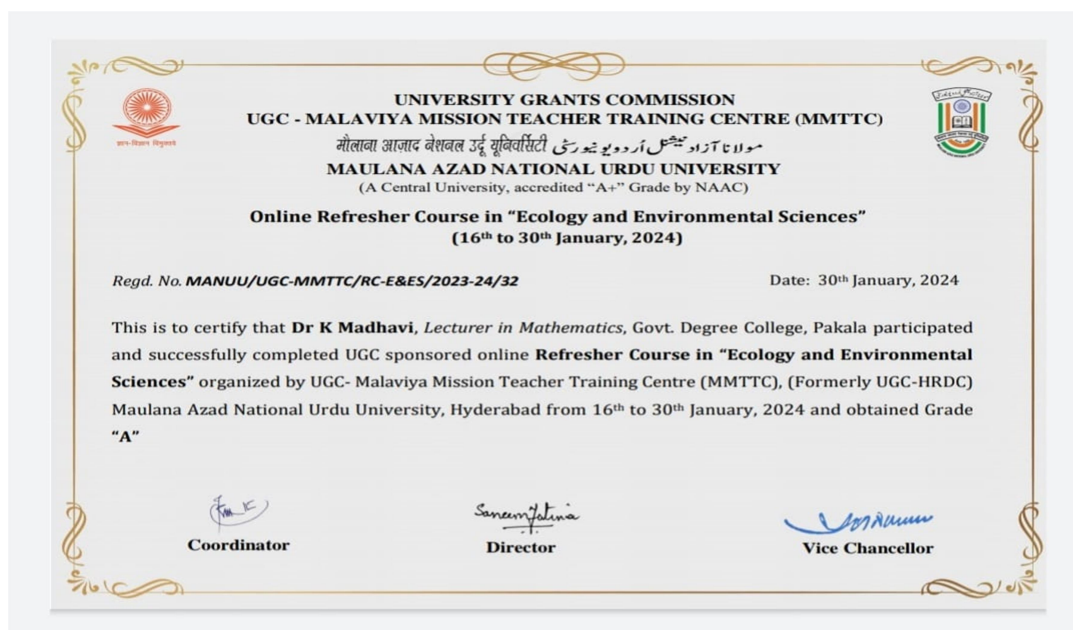 UNIVERSITY GRANTS COMMISSION
UGC - MALAVIYA MISSION TEACHER TRAINING CENTRE (MMTTC)
मौलाना आज़ाद नेशनल उर्दू यूनिवर्सिटी مولانا آزاد نیشنل اُردو یونیورسٹی
MAULANA AZAD NATIONAL URDU UNIVERSITY
(A Central University, accredited “A+” Grade by NAAC)
ज्ञान-विज्ञान विमुक्तये
Online Refresher Course in “Ecology and Environmental Sciences”
(16th to 30th January, 2024)
Regd. No. MANUU/UGC-MMTTC/RC-E&ES/2023-24/32
Date: 30th January, 2024
This is to certify that Dr K Madhavi, Lecturer in Mathematics, Govt. Degree College, Pakala participated
and successfully completed UGC sponsored online Refresher Course in “Ecology and Environmental
Sciences” organized by UGC- Malaviya Mission Teacher Training Centre (MMTTC), (Formerly UGC-HRDC)
Maulana Azad National Urdu University, Hyderabad from 16th to 30th January, 2024 and obtained Grade
“A”
Coordinator
Director
Vice Chancellor